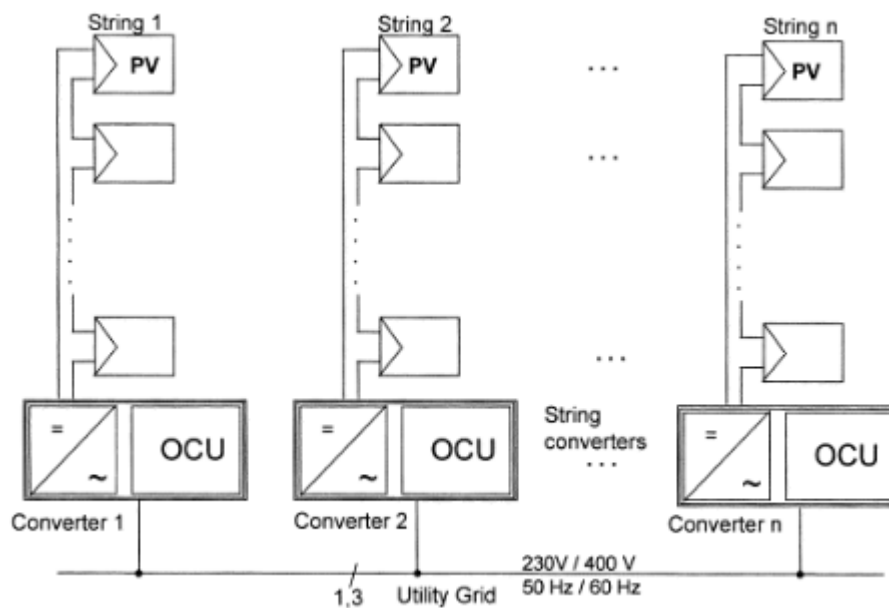 String 1
String 2
String n
PV
PV
...
PV
...
...
String
converters
...
=
~
OCU
=
~
OCU
=
~
OCU
Converter 1
Converter 2
Converter n
1,3
Utility Grid
230V / 400 V
50 Hz / 60 Hz